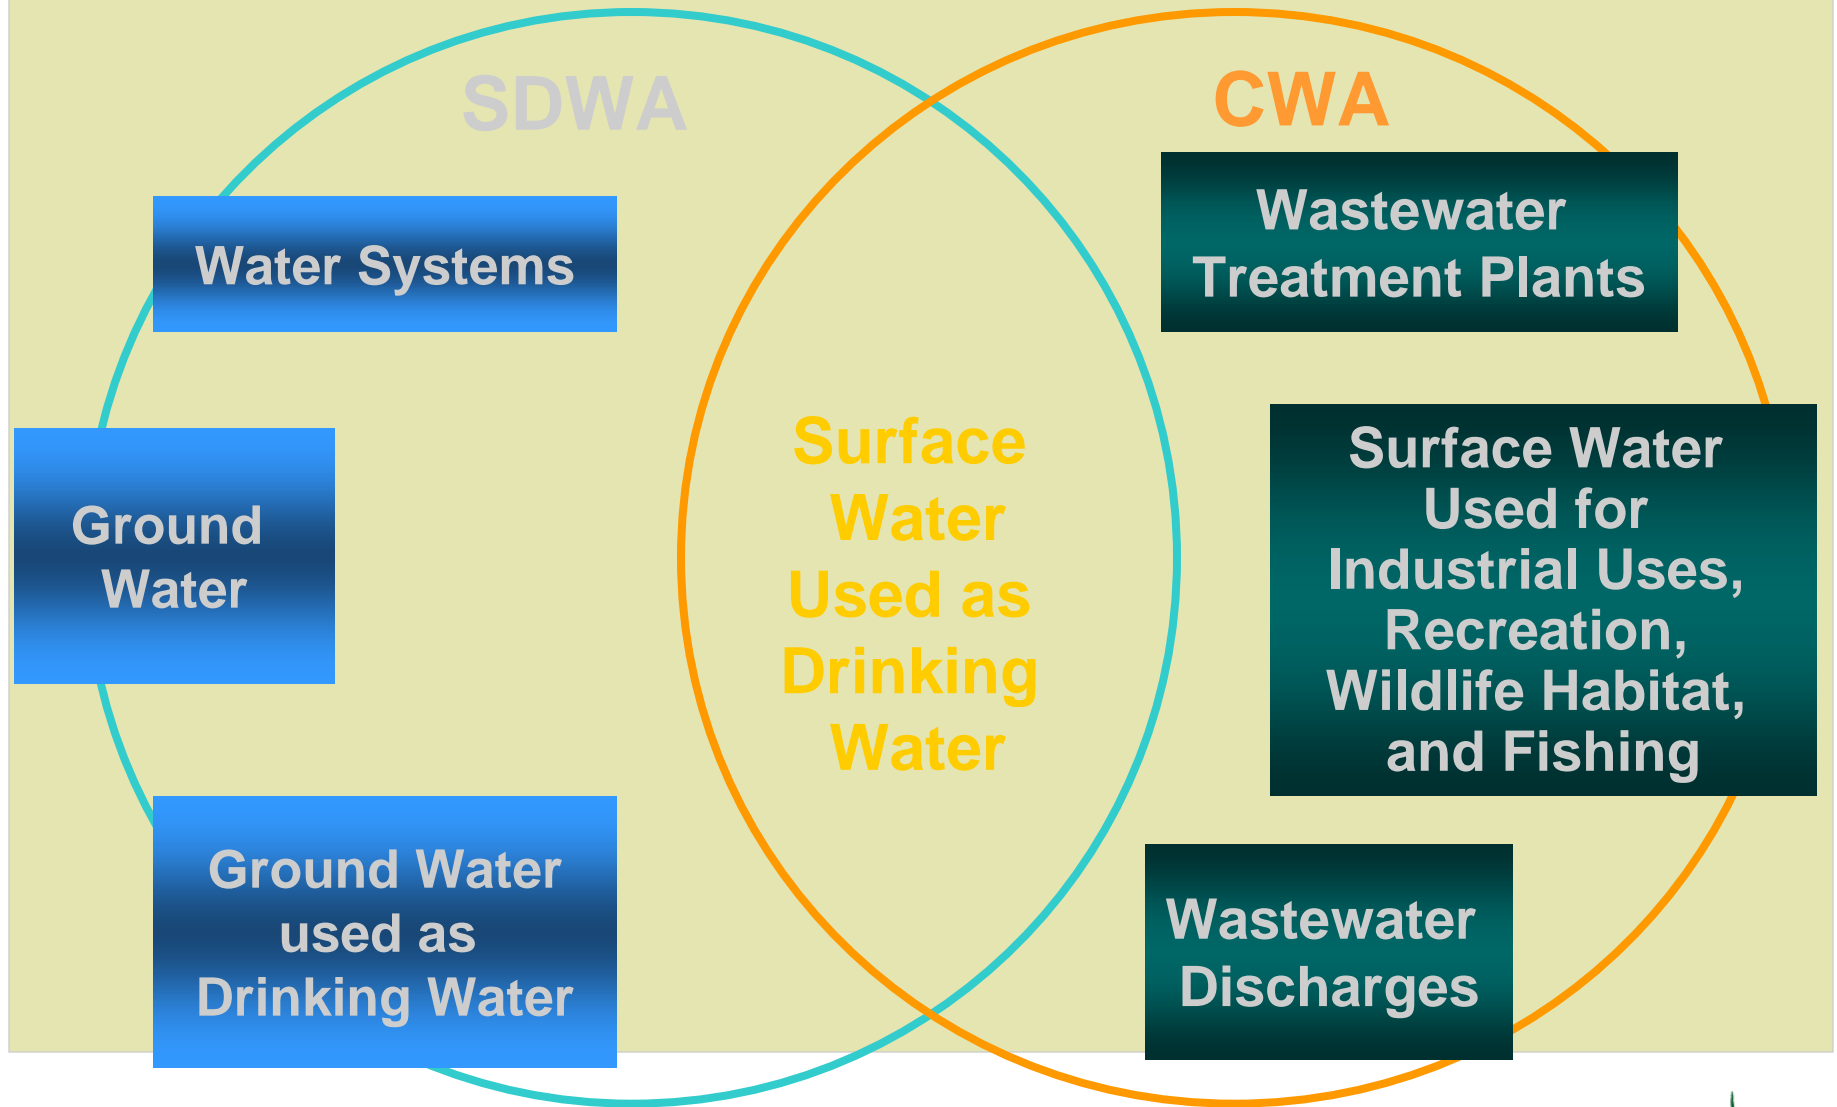 SDWA
CWA
Water Systems
Ground
Water
Ground Water
used as
Drinking Water
Surface
Water
Used as
Drinking
Water
Wastewater
Treatment Plants
Surface Water
Used for
Industrial Uses,
Recreation,
Wildlife Habitat,
and Fishing
Wastewater
Discharges